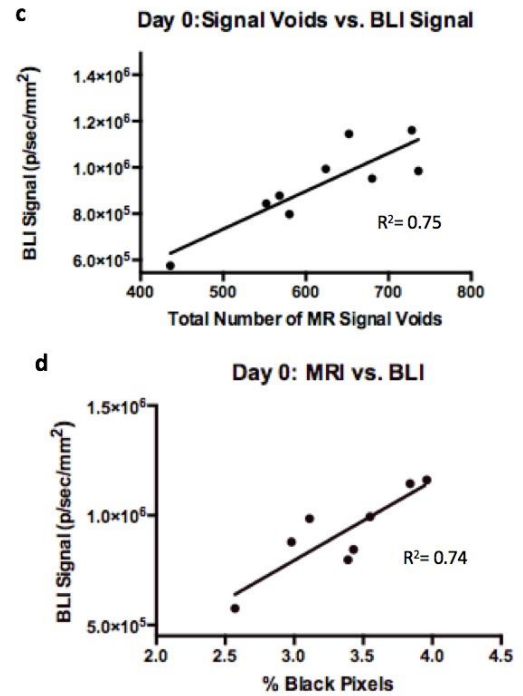 c
Day 0:Signal Voids vs. BLI Signal
BLI Signal (p/sec/mm²)
1.4×10⁶
1.2×10⁶
1.0×10⁶
8.0×10⁵
6.0×10⁵
R²= 0.75
400 500 600 700 800
Total Number of MR Signal Voids
d
Day 0: MRI vs. BLI
BLI Signal (p/sec/mm²)
1.5×10⁶
1.0×10⁶
5.0×10⁵
R²= 0.74
2.0 2.5 3.0 3.5 4.0 4.5
% Black Pixels